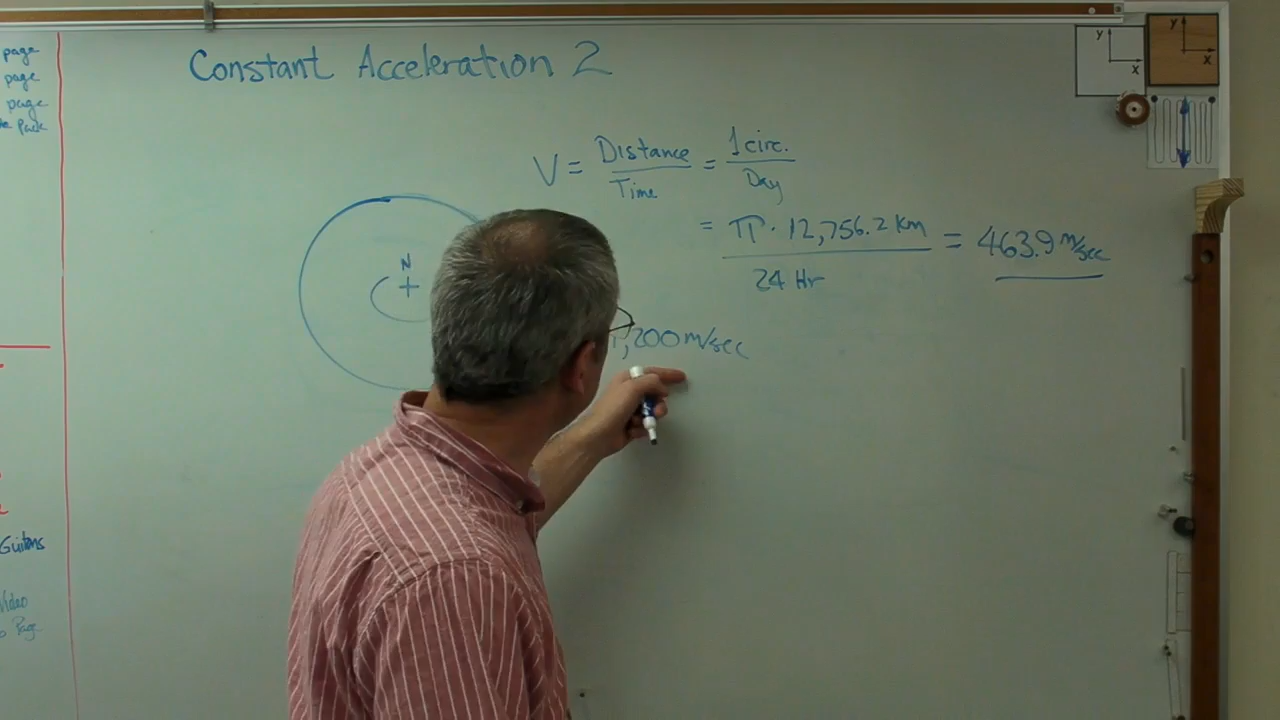 Constant Acceleration 2
page
page
page
Pack
V = Distance / Time = 1 circ. / Day
= π · 12,756.2 km / 24 Hr = 463.9 m/sec
N
,200 m/sec
Guitars
Video
Page
y
x
y
x